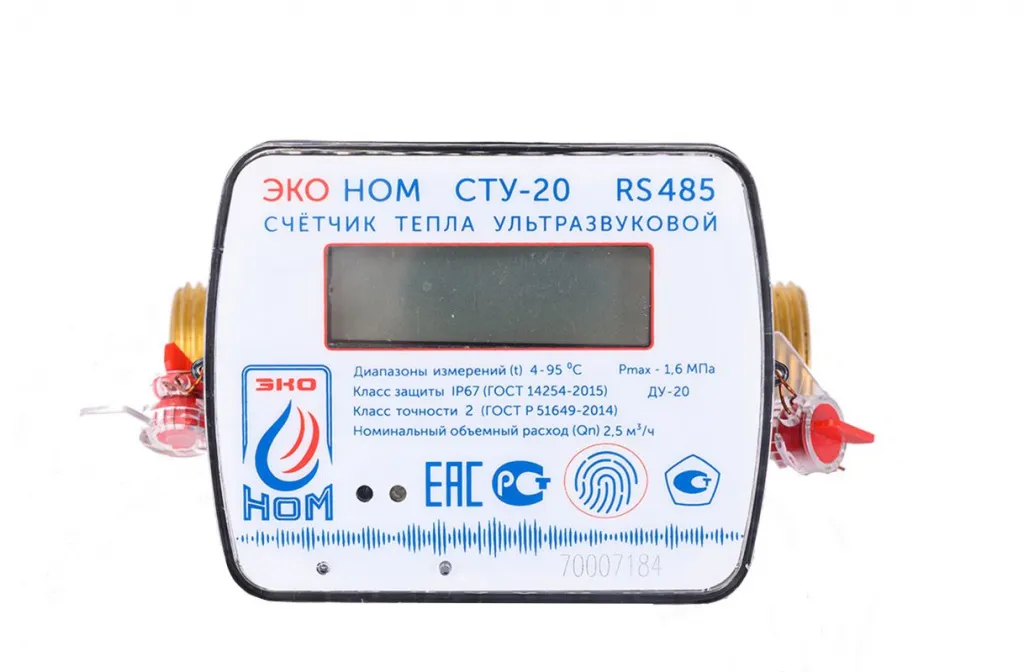 ЭКО НОМ СТУ-20 RS485
СЧЁТЧИК ТЕПЛА УЛЬТРАЗВУКОВОЙ
Диапазоны измерений (t) 4-95 ⁰C Pmax - 1,6 МПа
Класс защиты IP67 (ГОСТ 14254-2015) ДУ-20
Класс точности 2 (ГОСТ Р 51649-2014)
Номинальный объемный расход (Qn) 2,5 м³/ч
ЭКО
НОМ
ЕАС РСТ
70007184